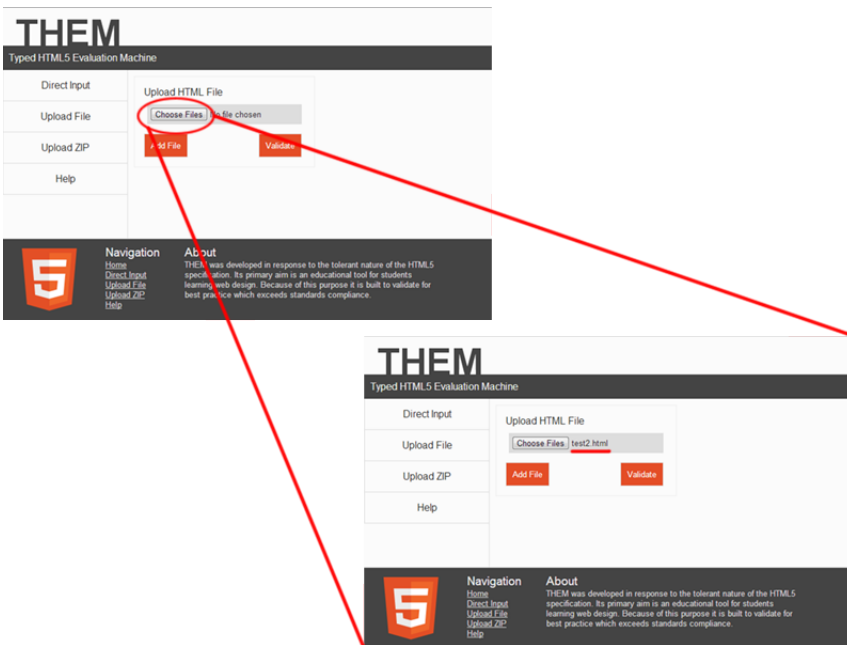 THEM
Typed HTML5 Evaluation Machine
Direct Input
Upload File
Upload ZIP
Help
Upload HTML File
Choose Files No file chosen
Add File
Validate
5
Navigation
Home
Direct Input
Upload File
Upload ZIP
Help
About
THEM was developed in response to the tolerant nature of the HTML5
specification. Its primary aim is an educational tool for students
learning web design. Because of this purpose it is built to validate for
best practice which exceeds standards compliance.
THEM
Typed HTML5 Evaluation Machine
Direct Input
Upload File
Upload ZIP
Help
Upload HTML File
Choose Files test2.html
Add File
Validate
5
Navigation
Home
Direct Input
Upload File
Upload ZIP
Help
About
THEM was developed in response to the tolerant nature of the HTML5
specification. Its primary aim is an educational tool for students
learning web design. Because of this purpose it is built to validate for
best practice which exceeds standards compliance.